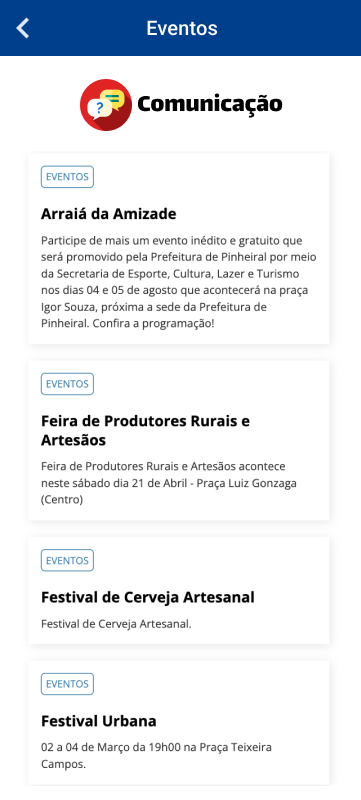 Eventos
?
Comunicação
EVENTOS
Arraiá da Amizade
Participe de mais um evento inédito e gratuito que
será promovido pela Prefeitura de Pinheiral por meio
da Secretaria de Esporte, Cultura, Lazer e Turismo
nos dias 04 e 05 de agosto que acontecerá na praça
Igor Souza, próxima a sede da Prefeitura de
Pinheiral. Confira a programação!
EVENTOS
Feira de Produtores Rurais e
Artesãos
Feira de Produtores Rurais e Artesãos acontece
neste sábado dia 21 de Abril - Praça Luiz Gonzaga
(Centro)
EVENTOS
Festival de Cerveja Artesanal
Festival de Cerveja Artesanal.
EVENTOS
Festival Urbana
02 a 04 de Março da 19h00 na Praça Teixeira
Campos.